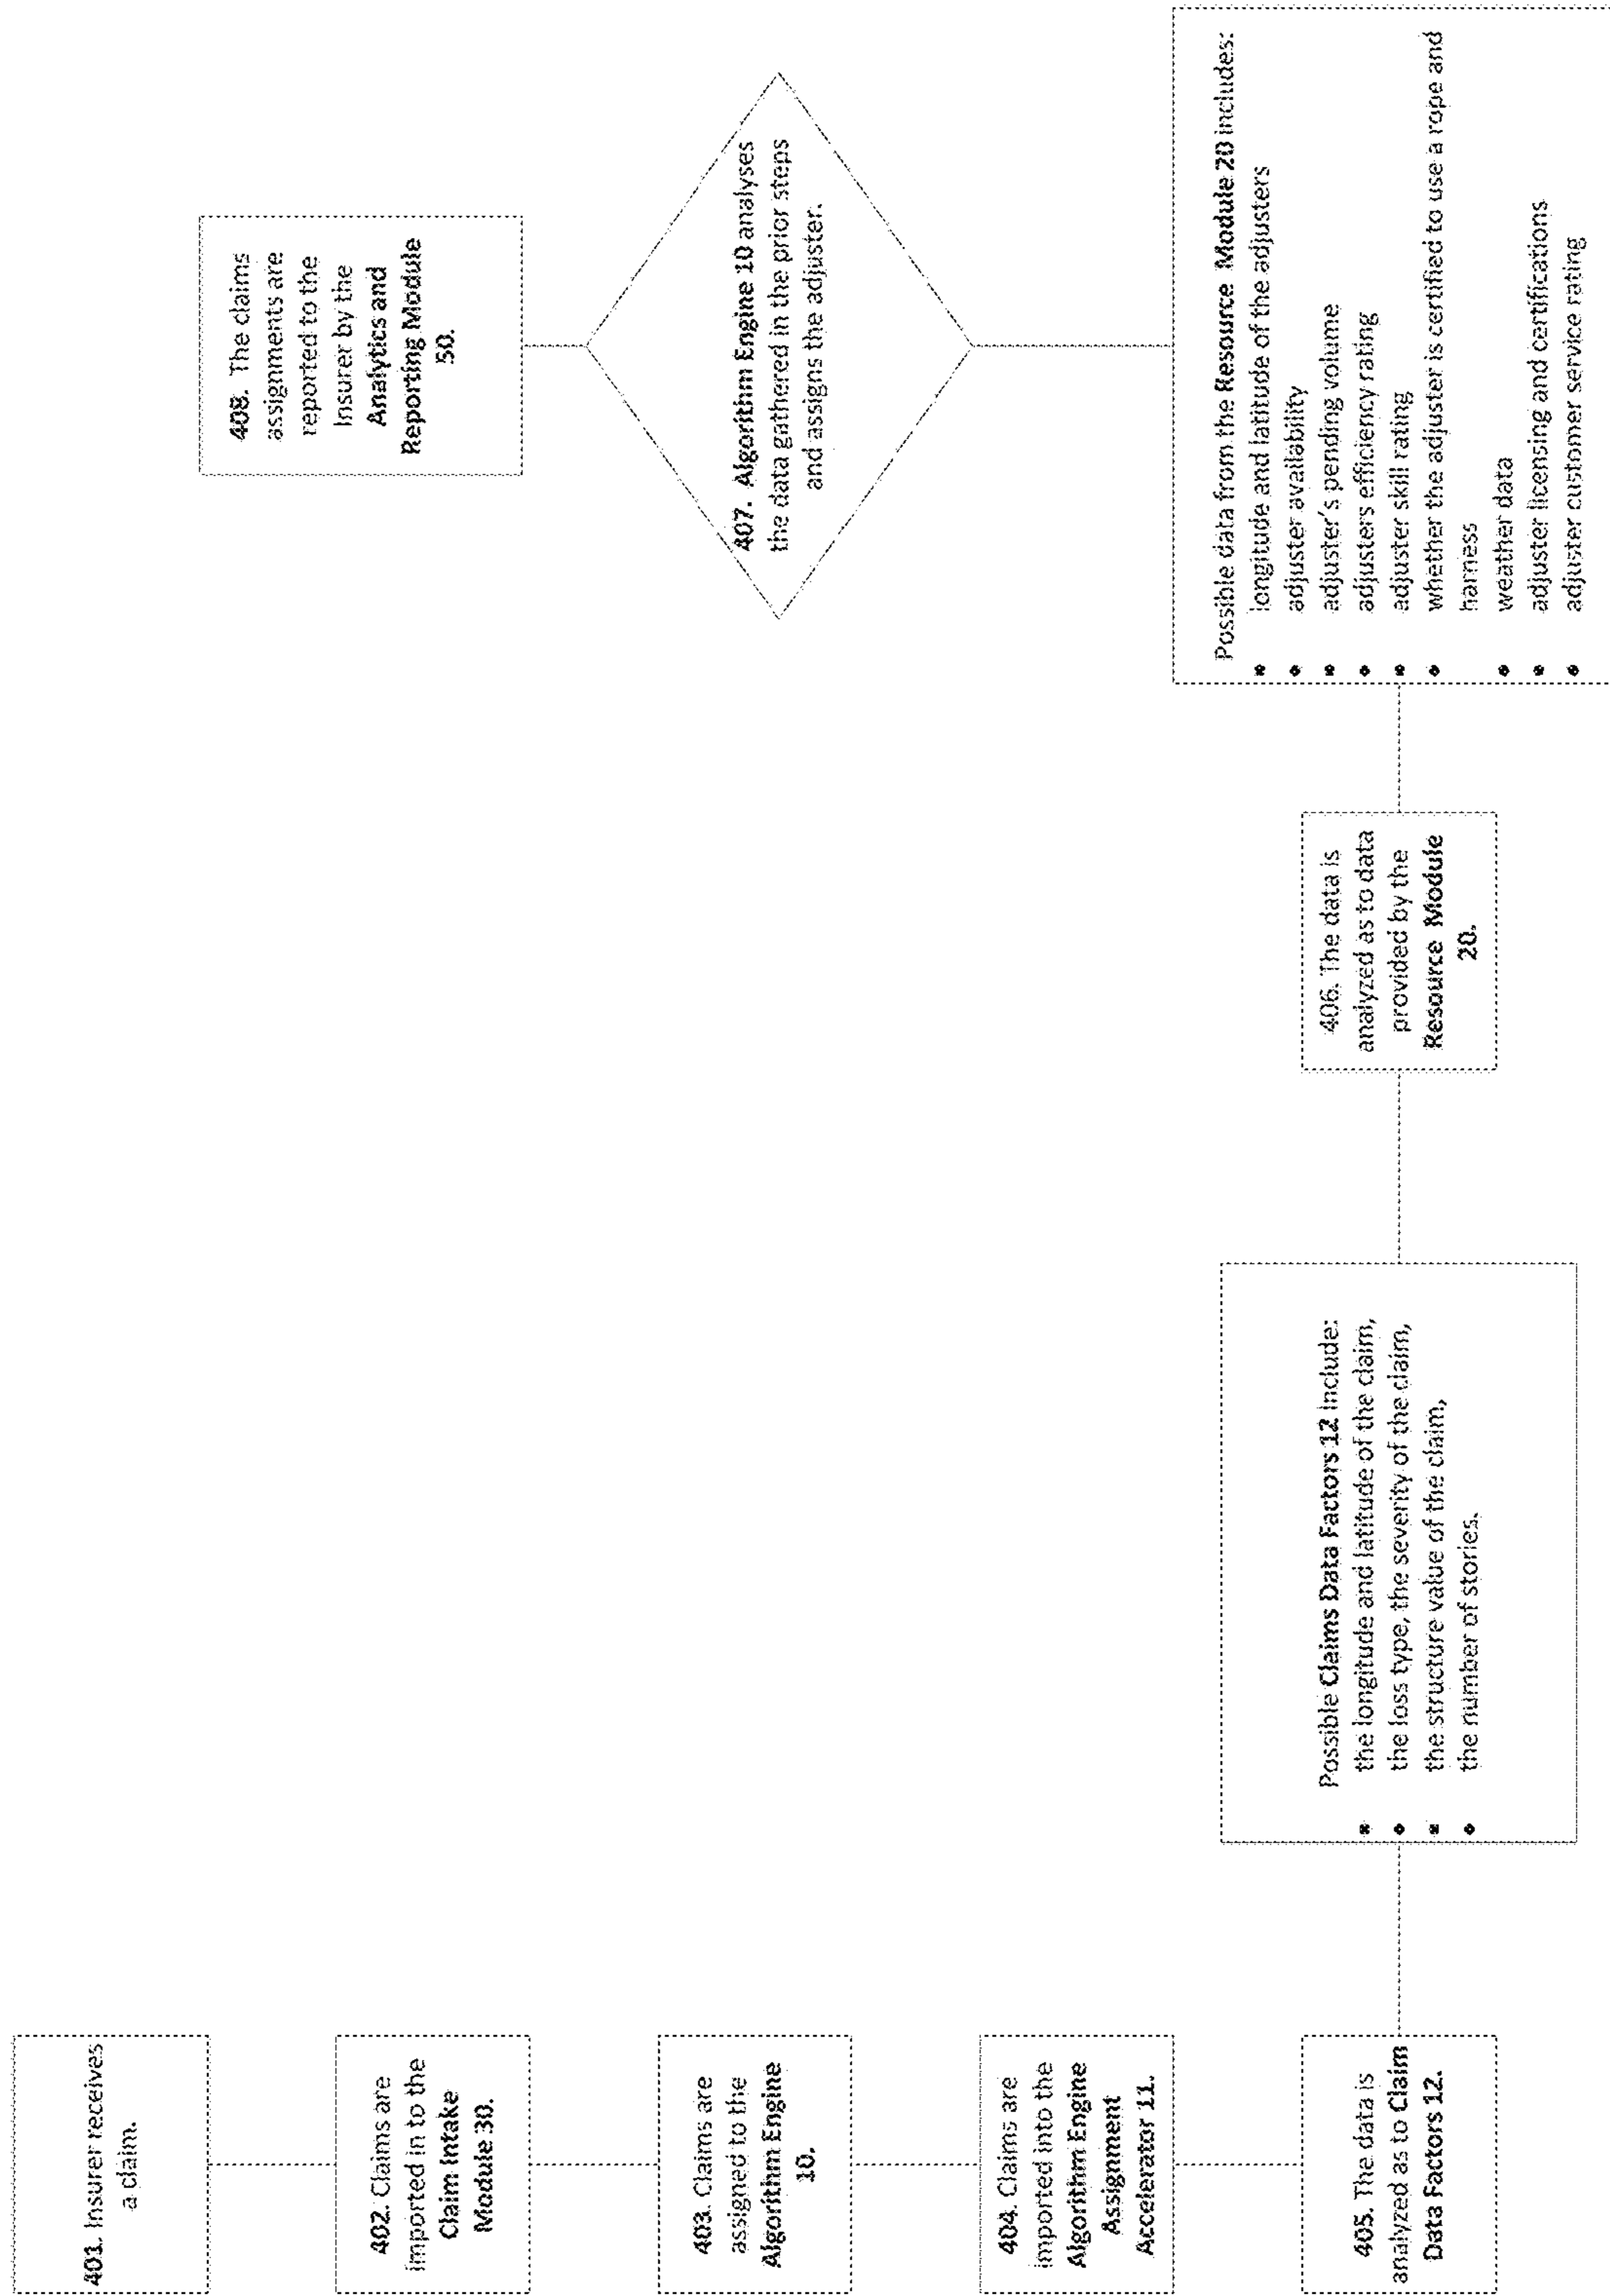 401. Insurer receives
a claim.
402. Claims are
imported in to the
Claim Intake
Module 30.
403. Claims are
assigned to the
Algorithm Engine
10.
404. Claims are
imported into the
Algorithm Engine
Assignment
Accelerator 11.
405. The data is
analyzed as to Claim
Data Factors 12.
Possible Claims Data Factors 12 Include:
• the longitude and latitude of the claim,
• the loss type, the severity of the claim,
• the structure value of the claim,
• the number of stories.
406. The data is
analyzed as to data
provided by the
Resource Module
20.
Possible data from the Resource Module 20 includes:
• longitude and latitude of the adjusters
• adjuster availability
• adjuster's pending volume
• adjusters efficiency rating
• adjuster skill rating
• whether the adjuster is certified to use a rope and
harness
• weather data
• adjuster licensing and certifications
• adjuster customer service rating
407. Algorithm Engine 10 analyses
the data gathered in the prior steps
and assigns the adjuster.
408. The claims
assignments are
reported to the
Insurer by the
Analytics and
Reporting Module
50.